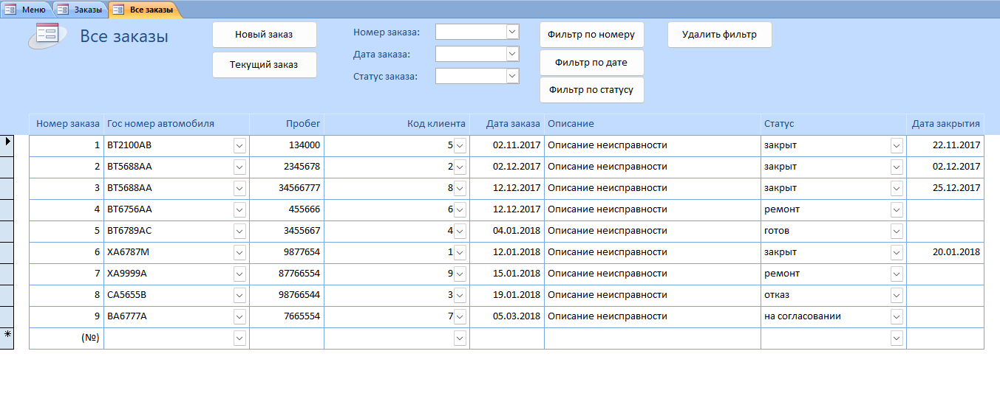 Меню Заказы Все заказы
Все заказы
Новый заказ
Текущий заказ
Номер заказа:
Дата заказа:
Статус заказа:
Фильтр по номеру
Фильтр по дате
Фильтр по статусу
Удалить фильтр
Номер заказа Гос номер автомобиля Пробег Код клиента Дата заказа Описание Статус Дата закрытия
1 ВТ2100АВ 134000 5 02.11.2017 Описание неисправности закрыт 22.11.2017
2 ВТ5688АА 2345678 2 02.12.2017 Описание неисправности закрыт 02.12.2017
3 ВТ5688АА 34566777 8 12.12.2017 Описание неисправности закрыт 25.12.2017
4 ВТ6756АА 455666 6 12.12.2017 Описание неисправности ремонт
5 ВТ6789АС 3455667 4 04.01.2018 Описание неисправности готов
6 ХА6787М 9877654 1 12.01.2018 Описание неисправности закрыт 20.01.2018
7 ХА9999А 87766554 9 15.01.2018 Описание неисправности ремонт
8 СА5655В 98766544 3 19.01.2018 Описание неисправности отказ
9 ВА6777А 7665554 7 05.03.2018 Описание неисправности на согласовании
(№)